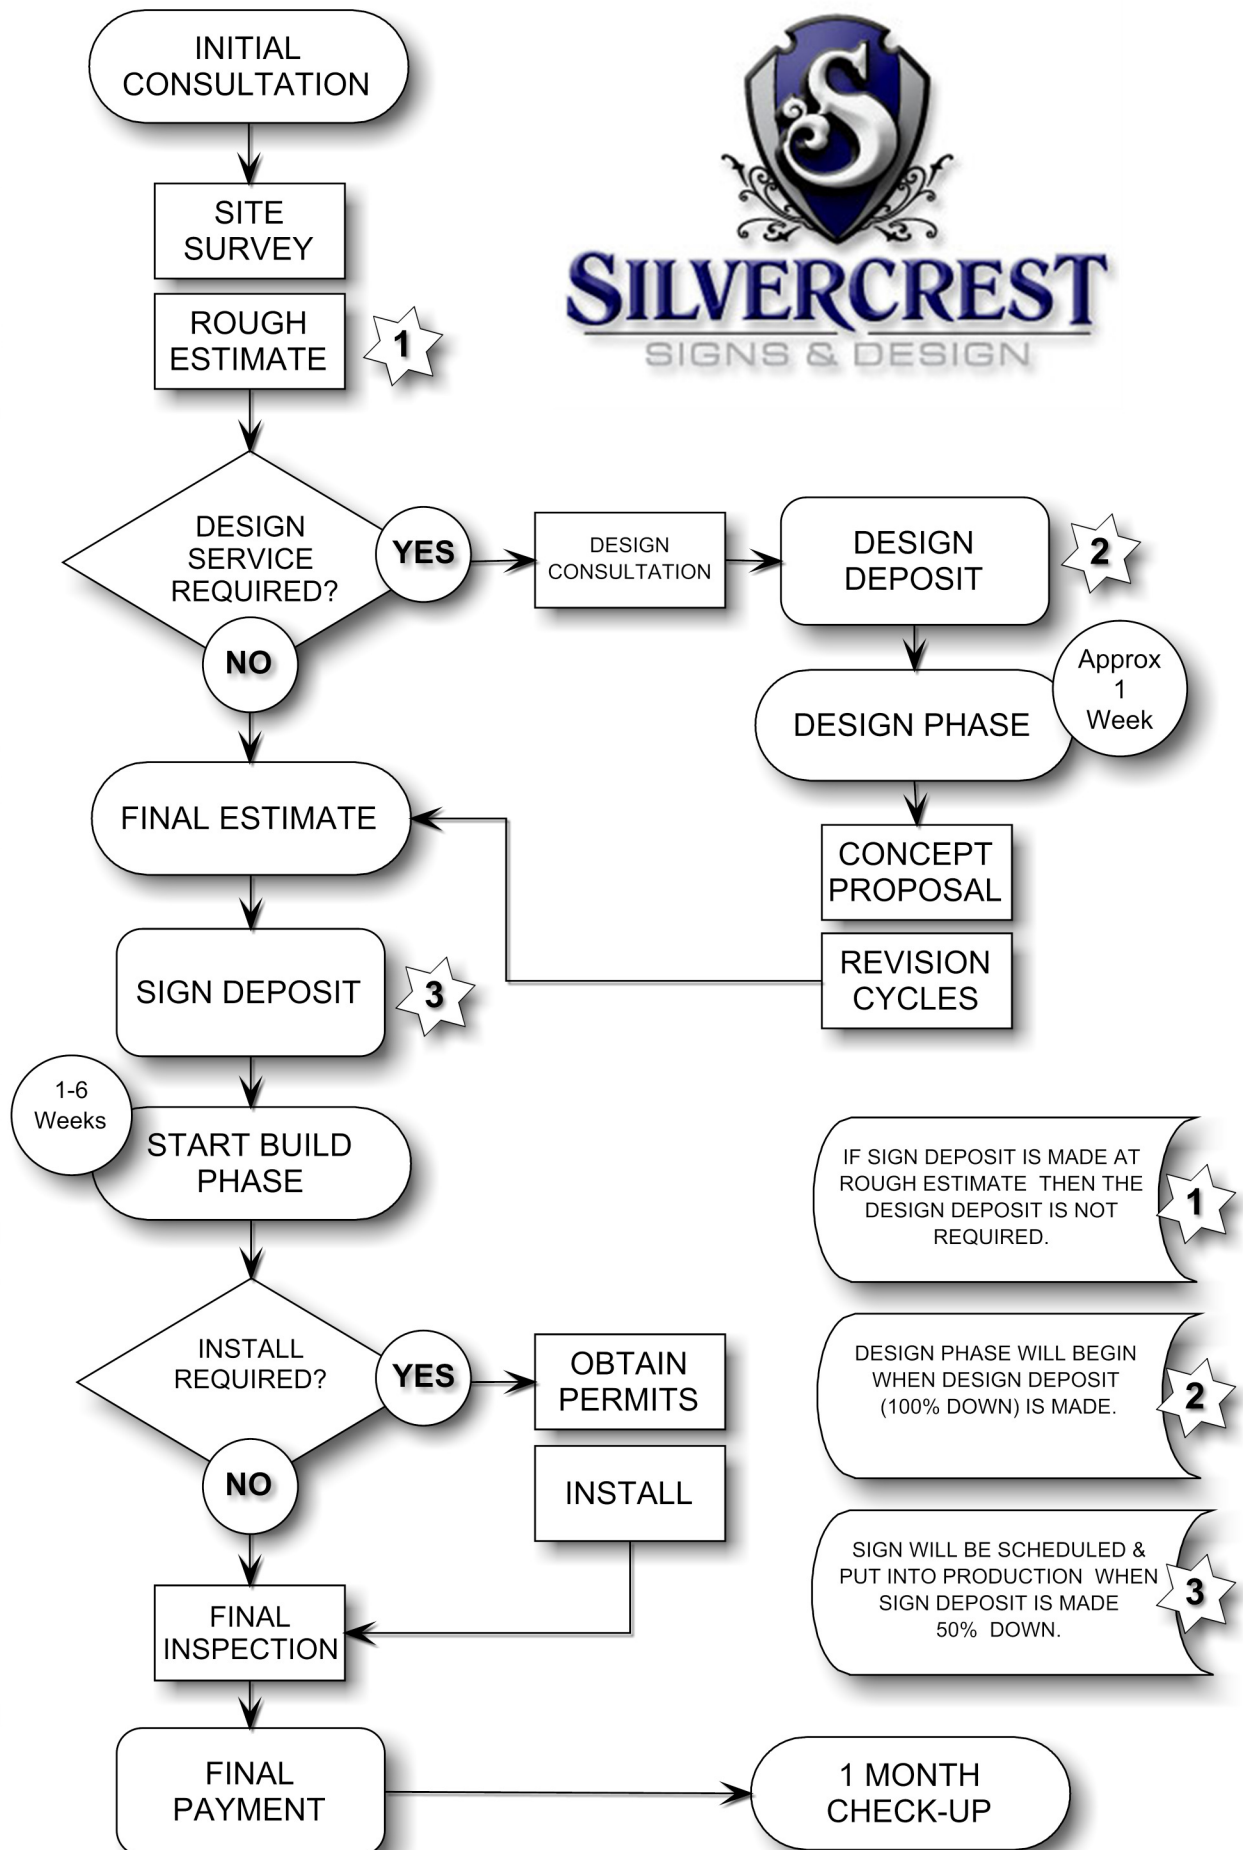 INITIAL
CONSULTATION
S
SILVERCREST
SIGNS & DESIGN
SITE
SURVEY
ROUGH
ESTIMATE
1
DESIGN
SERVICE
REQUIRED?
YES
NO
DESIGN
CONSULTATION
DESIGN
DEPOSIT
2
Approx
1
Week
DESIGN PHASE
CONCEPT
PROPOSAL
REVISION
CYCLES
FINAL ESTIMATE
SIGN DEPOSIT
3
1-6
Weeks
START BUILD
PHASE
INSTALL
REQUIRED?
YES
NO
OBTAIN
PERMITS
INSTALL
FINAL
INSPECTION
FINAL
PAYMENT
1 MONTH
CHECK-UP
IF SIGN DEPOSIT IS MADE AT
ROUGH ESTIMATE THEN THE
DESIGN DEPOSIT IS NOT
REQUIRED.
1
DESIGN PHASE WILL BEGIN
WHEN DESIGN DEPOSIT
(100% DOWN) IS MADE.
2
SIGN WILL BE SCHEDULED &
PUT INTO PRODUCTION WHEN
SIGN DEPOSIT IS MADE
50% DOWN.
3